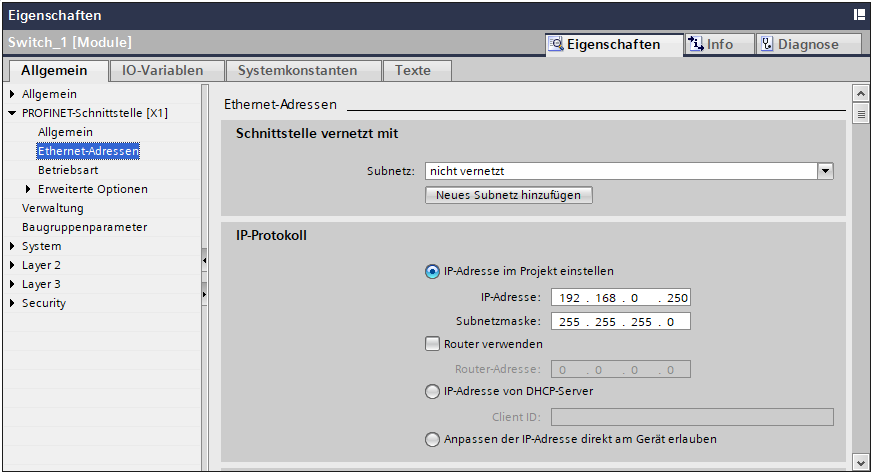 Eigenschaften
Switch_1 [Module]
Eigenschaften
Info
Diagnose
Allgemein
IO-Variablen
Systemkonstanten
Texte
Allgemein
PROFINET-Schnittstelle [X1]
Allgemein
Ethernet-Adressen
Betriebsart
Erweiterte Optionen
Verwaltung
Baugruppenparameter
System
Layer 2
Layer 3
Security
Ethernet-Adressen
Schnittstelle vernetzt mit
Subnetz: nicht vernetzt
Neues Subnetz hinzufügen
IP-Protokoll
IP-Adresse im Projekt einstellen
IP-Adresse: 192 . 168 . 0 . 250
Subnetzmaske: 255 . 255 . 255 . 0
Router verwenden
Router-Adresse: 0 . 0 . 0 . 0
IP-Adresse von DHCP-Server
Client ID:
Anpassen der IP-Adresse direkt am Gerät erlauben